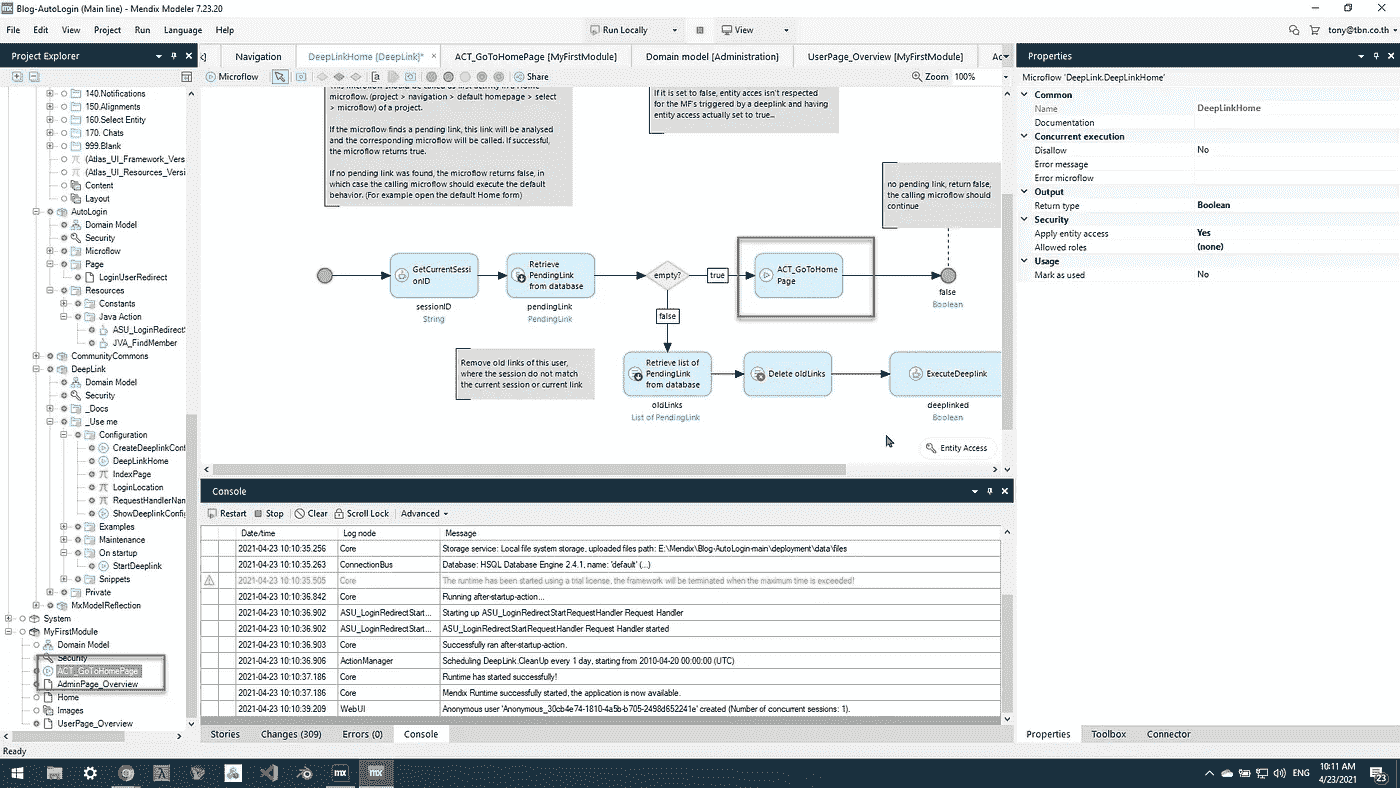 Blog-AutoLogin (Main line) - Mendix Modeler 7.23.20
File Edit View Project Run Language Help
Run Locally
View
tony@tbn.co.th
Project Explorer
140.Notifications
150.Alignments
160.Select Entity
170. Chats
999.Blank
(Atlas_UI_Framework_Vers
(Atlas_UI_Resources_Versi
Content
Layout
AutoLogin
Domain Model
Security
Microflow
Page
LoginUserRedirect
Resources
Constants
Java Action
ASU_LoginRedirectS
JVA_FindMember
CommunityCommons
DeepLink
Domain Model
Security
_Docs
_Use me
Configuration
CreateDeeplinkConf
DeepLinkHome
IndexPage
LoginLocation
RequestHandlerNam
ShowDeeplinkConfig
Examples
Maintenance
On startup
StartDeeplink
Snippets
Private
MxModelReflection
System
MyFirstModule
Domain Model
Security
ACT_GoToHomePage
AdminPage_Overview
Home
Images
UserPage_Overview
Navigation
DeepLinkHome [DeepLink]*
ACT_GoToHomePage [MyFirstModule]
Domain model [Administration]
UserPage_Overview [MyFirstModule]
Microflow
Share
Zoom 100%
This microflow should be called as first activity in a Home
microflow. (project > navigation > default homepage > select
> microflow) of a project.
If the microflow finds a pending link, this link will be analysed
and the corresponding microflow will be called. If successful,
the microflow returns true.
If no pending link was found, the microflow returns false, in
which case the calling microflow should execute the default
behavior. (For example open the default Home form)
If it is set to false, entity acces isn't respected
for the MF's triggered by a deeplink and having
entity access actually set to true...
no pending link, return false,
the calling microflow should
continue
GetCurrentSessi
onID
sessionID
String
Retrieve
PendingLink
from database
pendingLink
PendingLink
empty?
true
false
ACT_GoToHome
Page
false
Boolean
Remove old links of this user,
where the session do not match
the current session or current link
Retrieve list of
PendingLink
from database
oldLinks
List of PendingLink
Delete oldLinks
ExecuteDeeplink
deeplinked
Boolean
Entity Access
Console
Restart Stop Clear Scroll Lock Advanced
Date/time Log node Message
2021-04-23 10:10:35.256 Core Storage service: Local file system storage, uploaded files path: E:\Mendix\Blog-AutoLogin-main\deployment\data\files
2021-04-23 10:10:35.263 ConnectionBus Database: HSQL Database Engine 2.4.1, name: 'default' (...)
2021-04-23 10:10:35.505 Core The runtime has been started using a trial license, the framework will be terminated when the maximum time is exceeded!
2021-04-23 10:10:36.842 Core Running after-startup-action...
2021-04-23 10:10:36.902 ASU_LoginRedirectStart... Starting up ASU_LoginRedirectStartRequestHandler Request Handler
2021-04-23 10:10:36.902 ASU_LoginRedirectStart... ASU_LoginRedirectStartRequestHandler Request Handler started
2021-04-23 10:10:36.903 Core Successfully ran after-startup-action.
2021-04-23 10:10:36.906 ActionManager Scheduling DeepLink.CleanUp every 1 day, starting from 2010-04-20 00:00:00 (UTC)
2021-04-23 10:10:37.186 Core Runtime has started successfully!
2021-04-23 10:10:37.186 Core Mendix Runtime successfully started, the application is now available.
2021-04-23 10:10:39.209 WebUI Anonymous user 'Anonymous_30cb4e74-1810-4a5b-b705-2498d652241e' created (Number of concurrent sessions: 1).
Stories Changes (309) Errors (0) Console
Properties
Microflow 'DeepLink.DeepLinkHome'
Common
Name DeepLinkHome
Documentation
Concurrent execution
Disallow No
Error message
Error microflow
Output
Return type Boolean
Security
Apply entity access Yes
Allowed roles (none)
Usage
Mark as used No
Properties Toolbox Connector
Ready
mx
mx
ENG
10:11 AM
4/23/2021
23